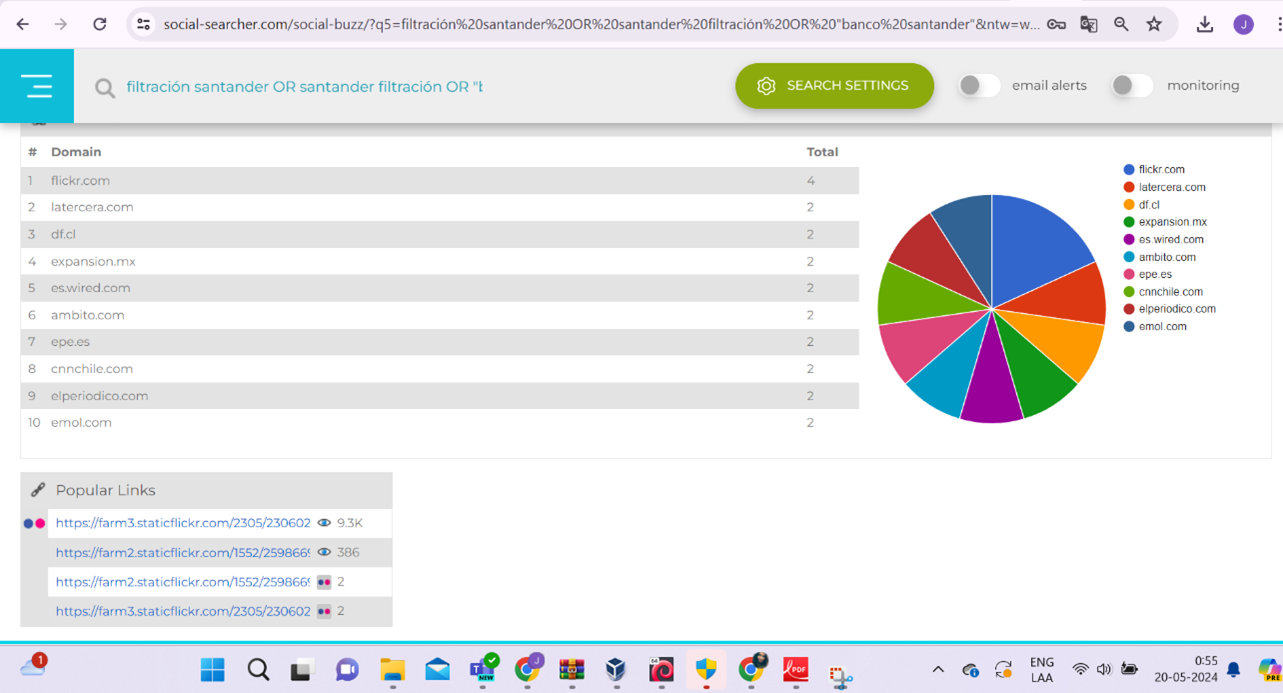 social-searcher.com/social-buzz/?q5=filtración%20santander%20OR%20santander%20filtración%20OR%20"banco%20santander"&ntw=w...
J
filtración santander OR santander filtración OR "b
SEARCH SETTINGS
email alerts
monitoring
# Domain Total
1 flickr.com 4
2 latercera.com 2
3 df.cl 2
4 expansion.mx 2
5 es.wired.com 2
6 ambito.com 2
7 epe.es 2
8 cnnchile.com 2
9 elperiodico.com 2
10 emol.com 2
flickr.com
latercera.com
df.cl
expansion.mx
es.wired.com
ambito.com
epe.es
cnnchile.com
elperiodico.com
emol.com
Popular Links
https://farm3.staticflickr.com/2305/230602 9.3K
https://farm2.staticflickr.com/1552/259866 386
https://farm2.staticflickr.com/1552/259866 2
https://farm3.staticflickr.com/2305/230602 2
1
NEW
J
64
PDF
ENG
LAA
0:55
20-05-2024
PRE